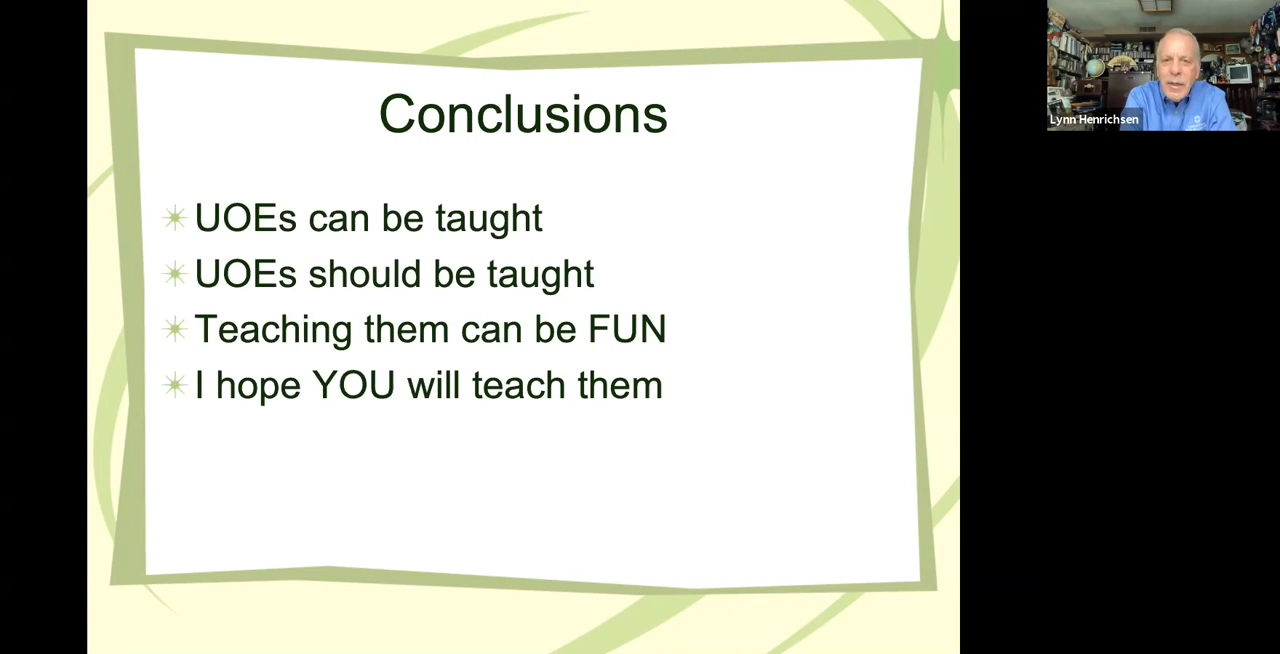 Conclusions
UOEs can be taught
UOEs should be taught
Teaching them can be FUN
I hope YOU will teach them
Lynn Henrichsen